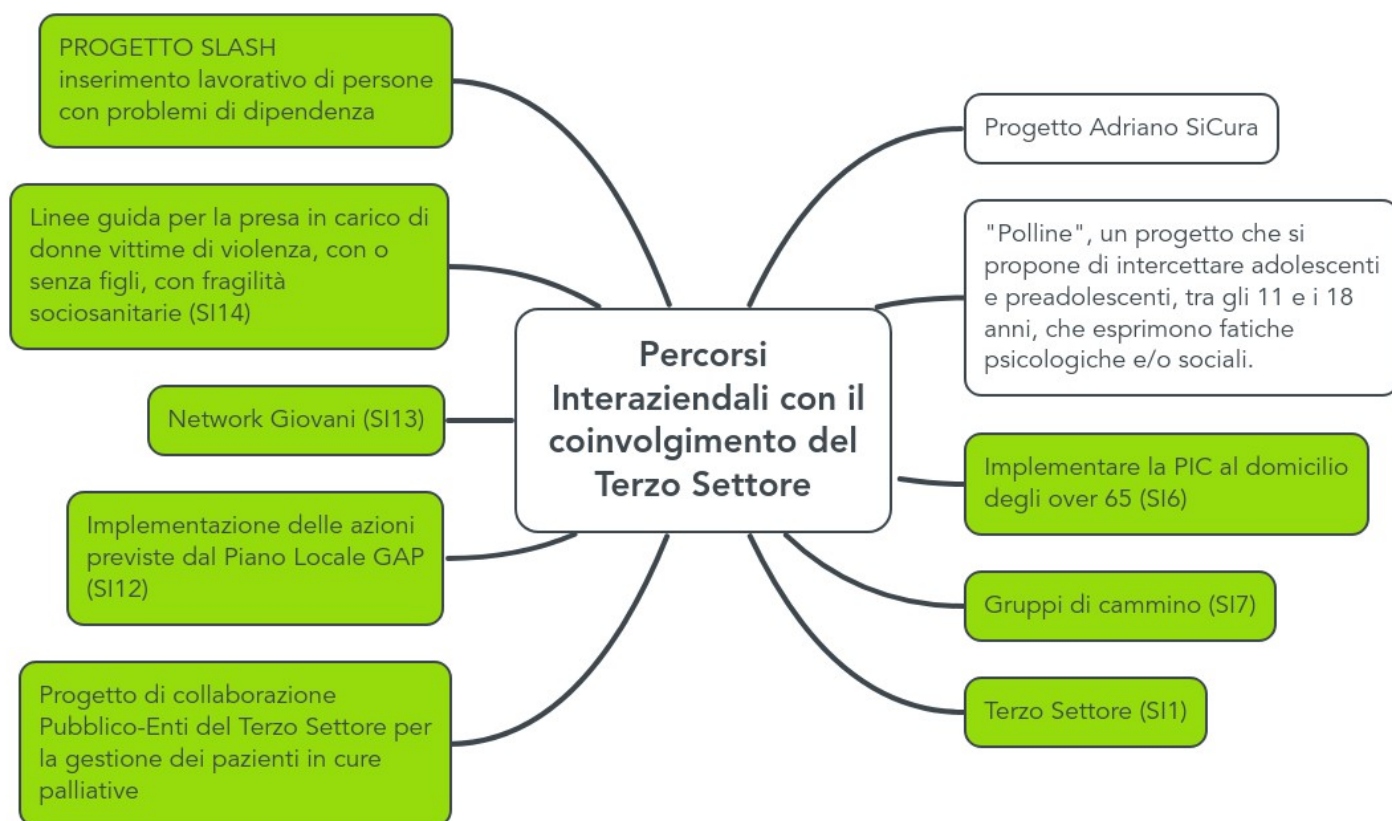 PROGETTO SLASH
inserimento lavorativo di persone
con problemi di dipendenza
Linee guida per la presa in carico di
donne vittime di violenza, con o
senza figli, con fragilità
sociosanitarie (SI14)
Network Giovani (SI13)
Implementazione delle azioni
previste dal Piano Locale GAP
(SI12)
Progetto di collaborazione
Pubblico-Enti del Terzo Settore per
la gestione dei pazienti in cure
palliative
Percorsi
Interaziendali con il
coinvolgimento del
Terzo Settore
Progetto Adriano SiCura
"Polline", un progetto che si
propone di intercettare adolescenti
e preadolescenti, tra gli 11 e i 18
anni, che esprimono fatiche
psicologiche e/o sociali.
Implementare la PIC al domicilio
degli over 65 (SI6)
Gruppi di cammino (SI7)
Terzo Settore (SI1)